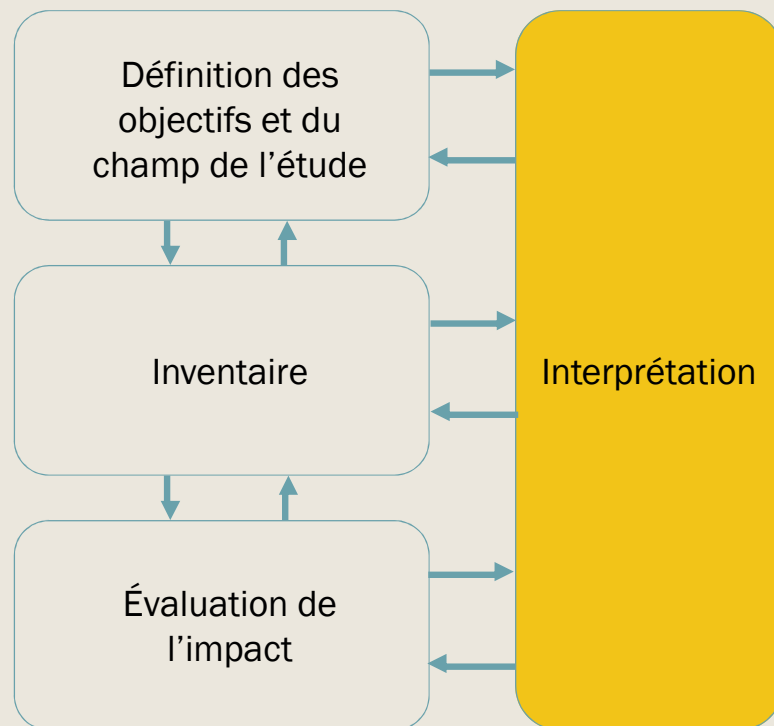 Définition des
objectifs et du
champ de l’étude
Inventaire
Interprétation
Évaluation de
l’impact